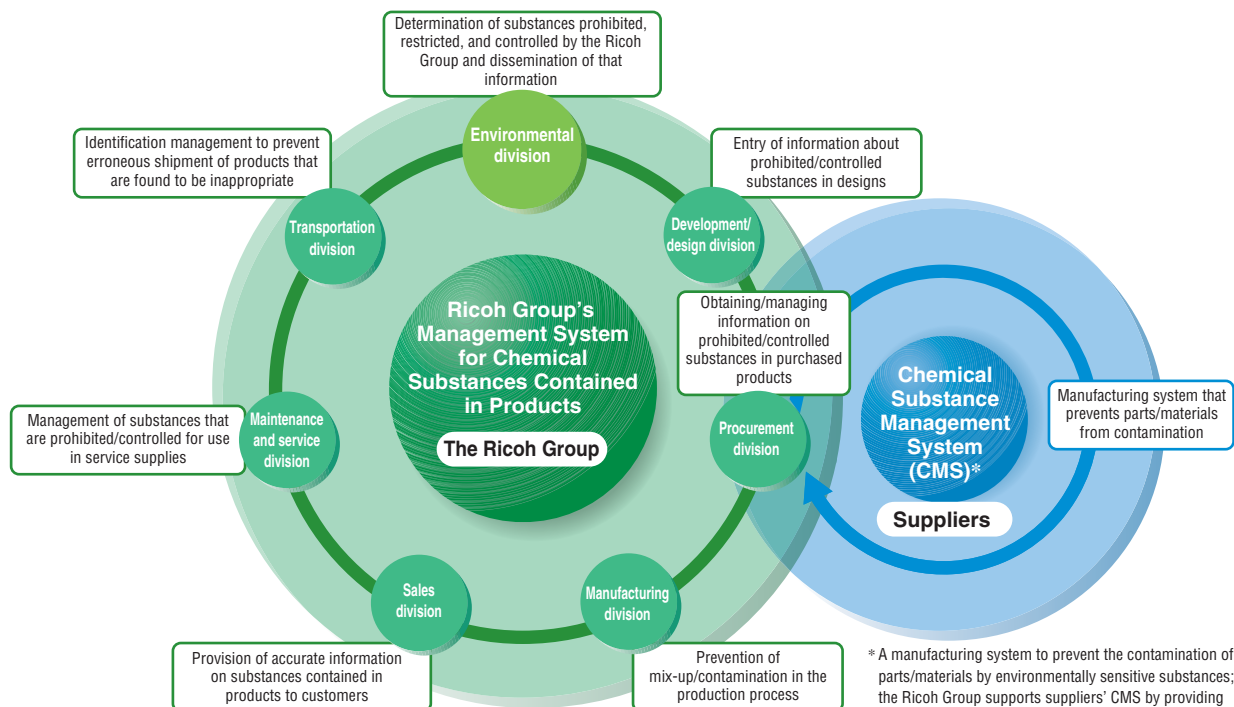 Determination of substances prohibited,
restricted, and controlled by the Ricoh
Group and dissemination of that
information
Environmental
division
Identification management to prevent
erroneous shipment of products that
are found to be inappropriate
Transportation
division
Entry of information about
prohibited/controlled
substances in designs
Development/
design division
Ricoh Group’s
Management System
for Chemical
Substances Contained
in Products
The Ricoh Group
Obtaining/managing
information on
prohibited/controlled
substances in purchased
products
Procurement
division
Chemical
Substance
Management
System
(CMS)*
Suppliers
Manufacturing system that
prevents parts/materials
from contamination
Management of substances that
are prohibited/controlled for use
in service supplies
Maintenance
and service
division
Sales
division
Manufacturing
division
Provision of accurate information
on substances contained in
products to customers
Prevention of
mix-up/contamination in the
production process
* A manufacturing system to prevent the contamination of
parts/materials by environmentally sensitive substances;
the Ricoh Group supports suppliers’ CMS by providing